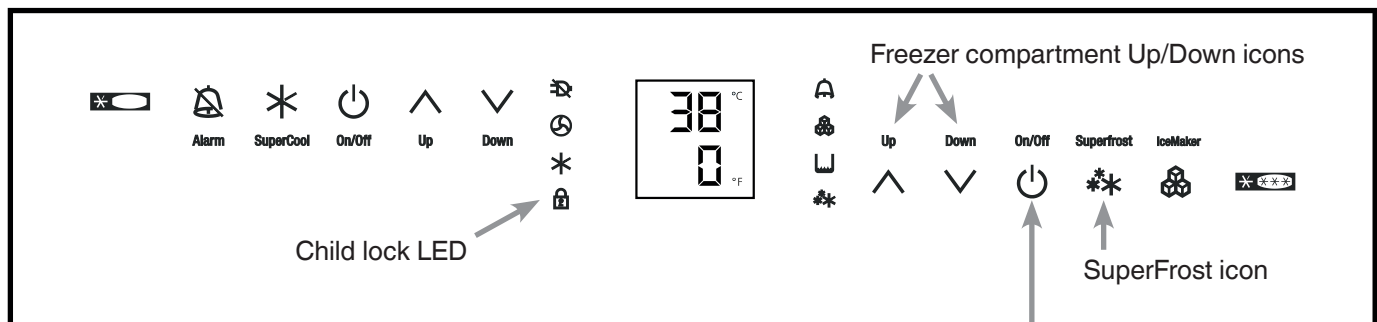 Freezer compartment Up/Down icons
Alarm SuperCool On/Off Up Down
38 °C
0 °F
Up Down On/Off Superfrost IceMaker
Child lock LED
SuperFrost icon